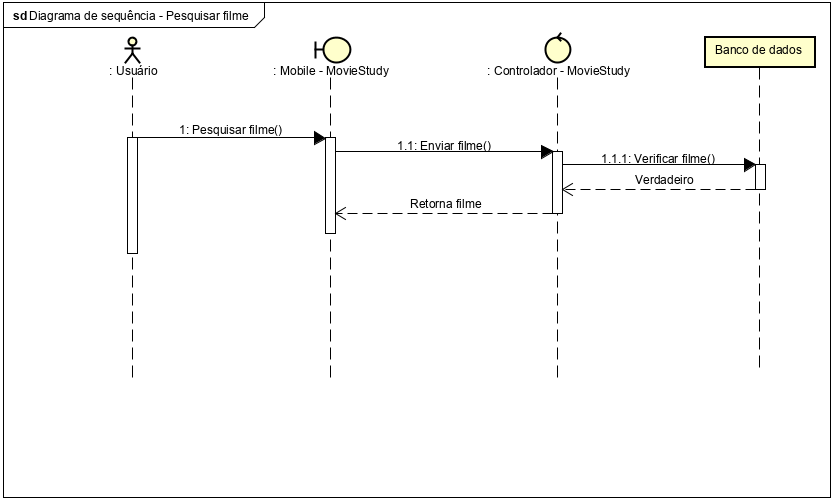 sd Diagrama de sequência - Pesquisar filme
: Usuário
: Mobile - MovieStudy
: Controlador - MovieStudy
Banco de dados
1: Pesquisar filme()
1.1: Enviar filme()
1.1.1: Verificar filme()
Verdadeiro
Retorna filme